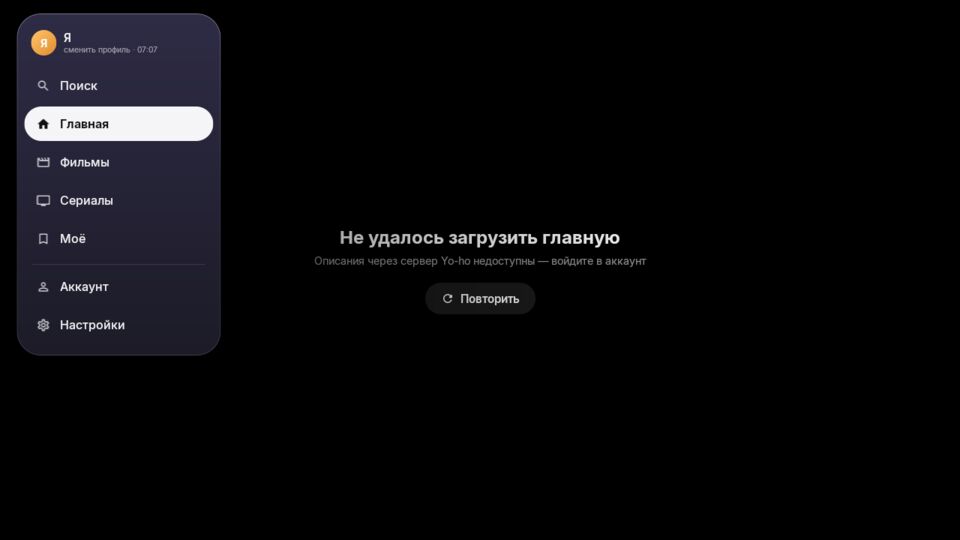 Я
Я
сменить профиль · 07:07
Поиск
Главная
Фильмы
Сериалы
Моё
Аккаунт
Настройки
Не удалось загрузить главную
Описания через сервер Yo-ho недоступны — войдите в аккаунт
Повторить